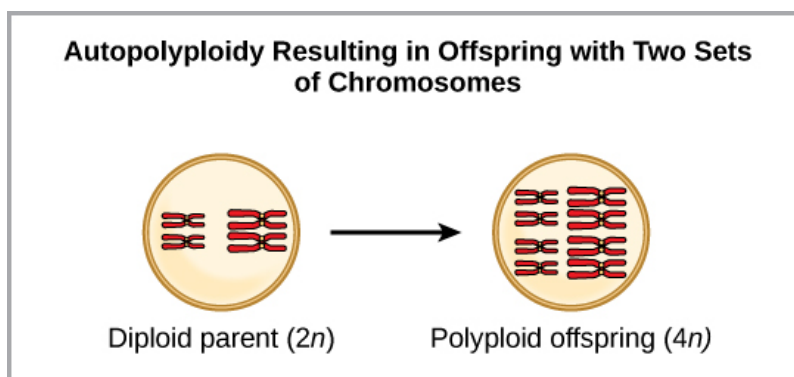 Autopolyploidy Resulting in Offspring with Two Sets
of Chromosomes
Diploid parent (2n)
Polyploid offspring (4n)